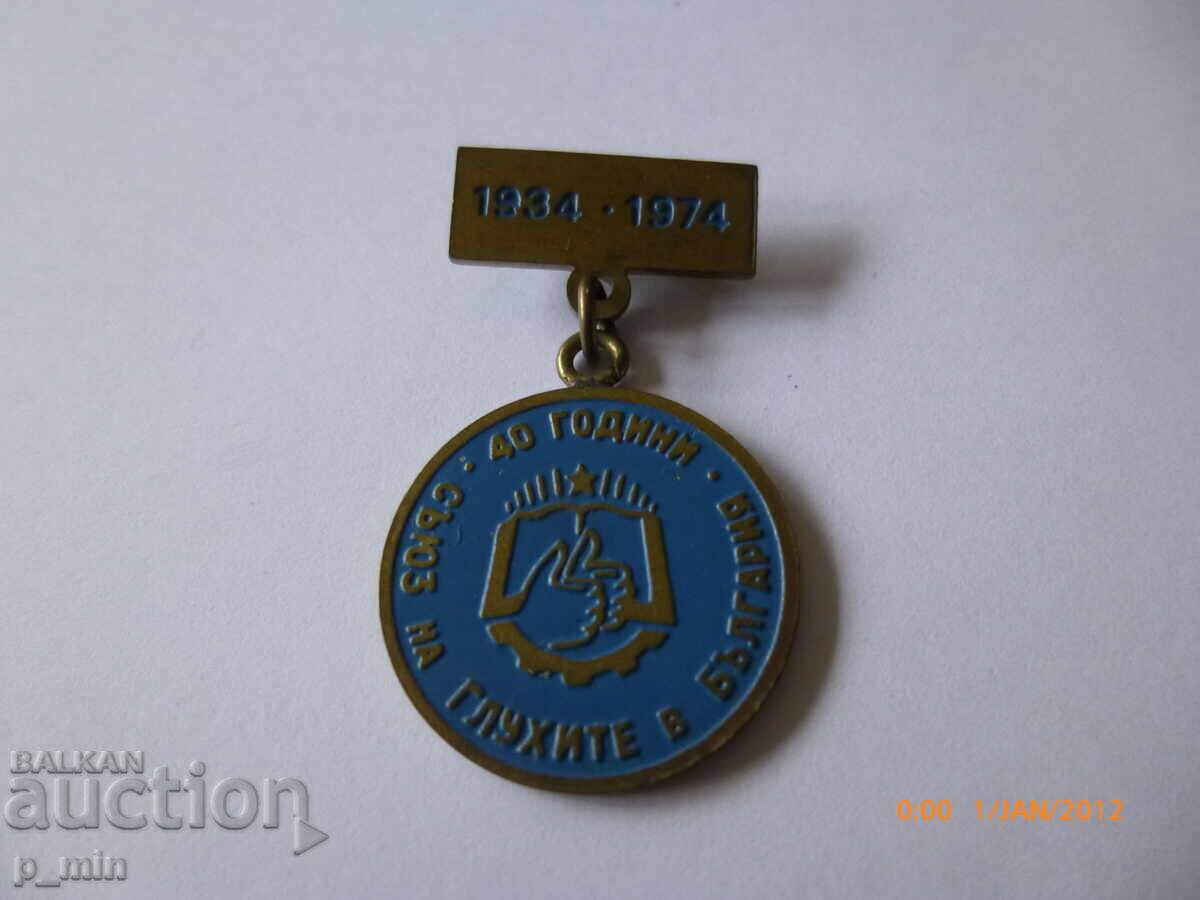 1934 · 1974
· 40 ГОДИНИ ·
СЪЮЗ НА ГЛУХИТЕ В БЪЛГАРИЯ
BALKAN
auction
p_min
0:00 1/JAN/2012